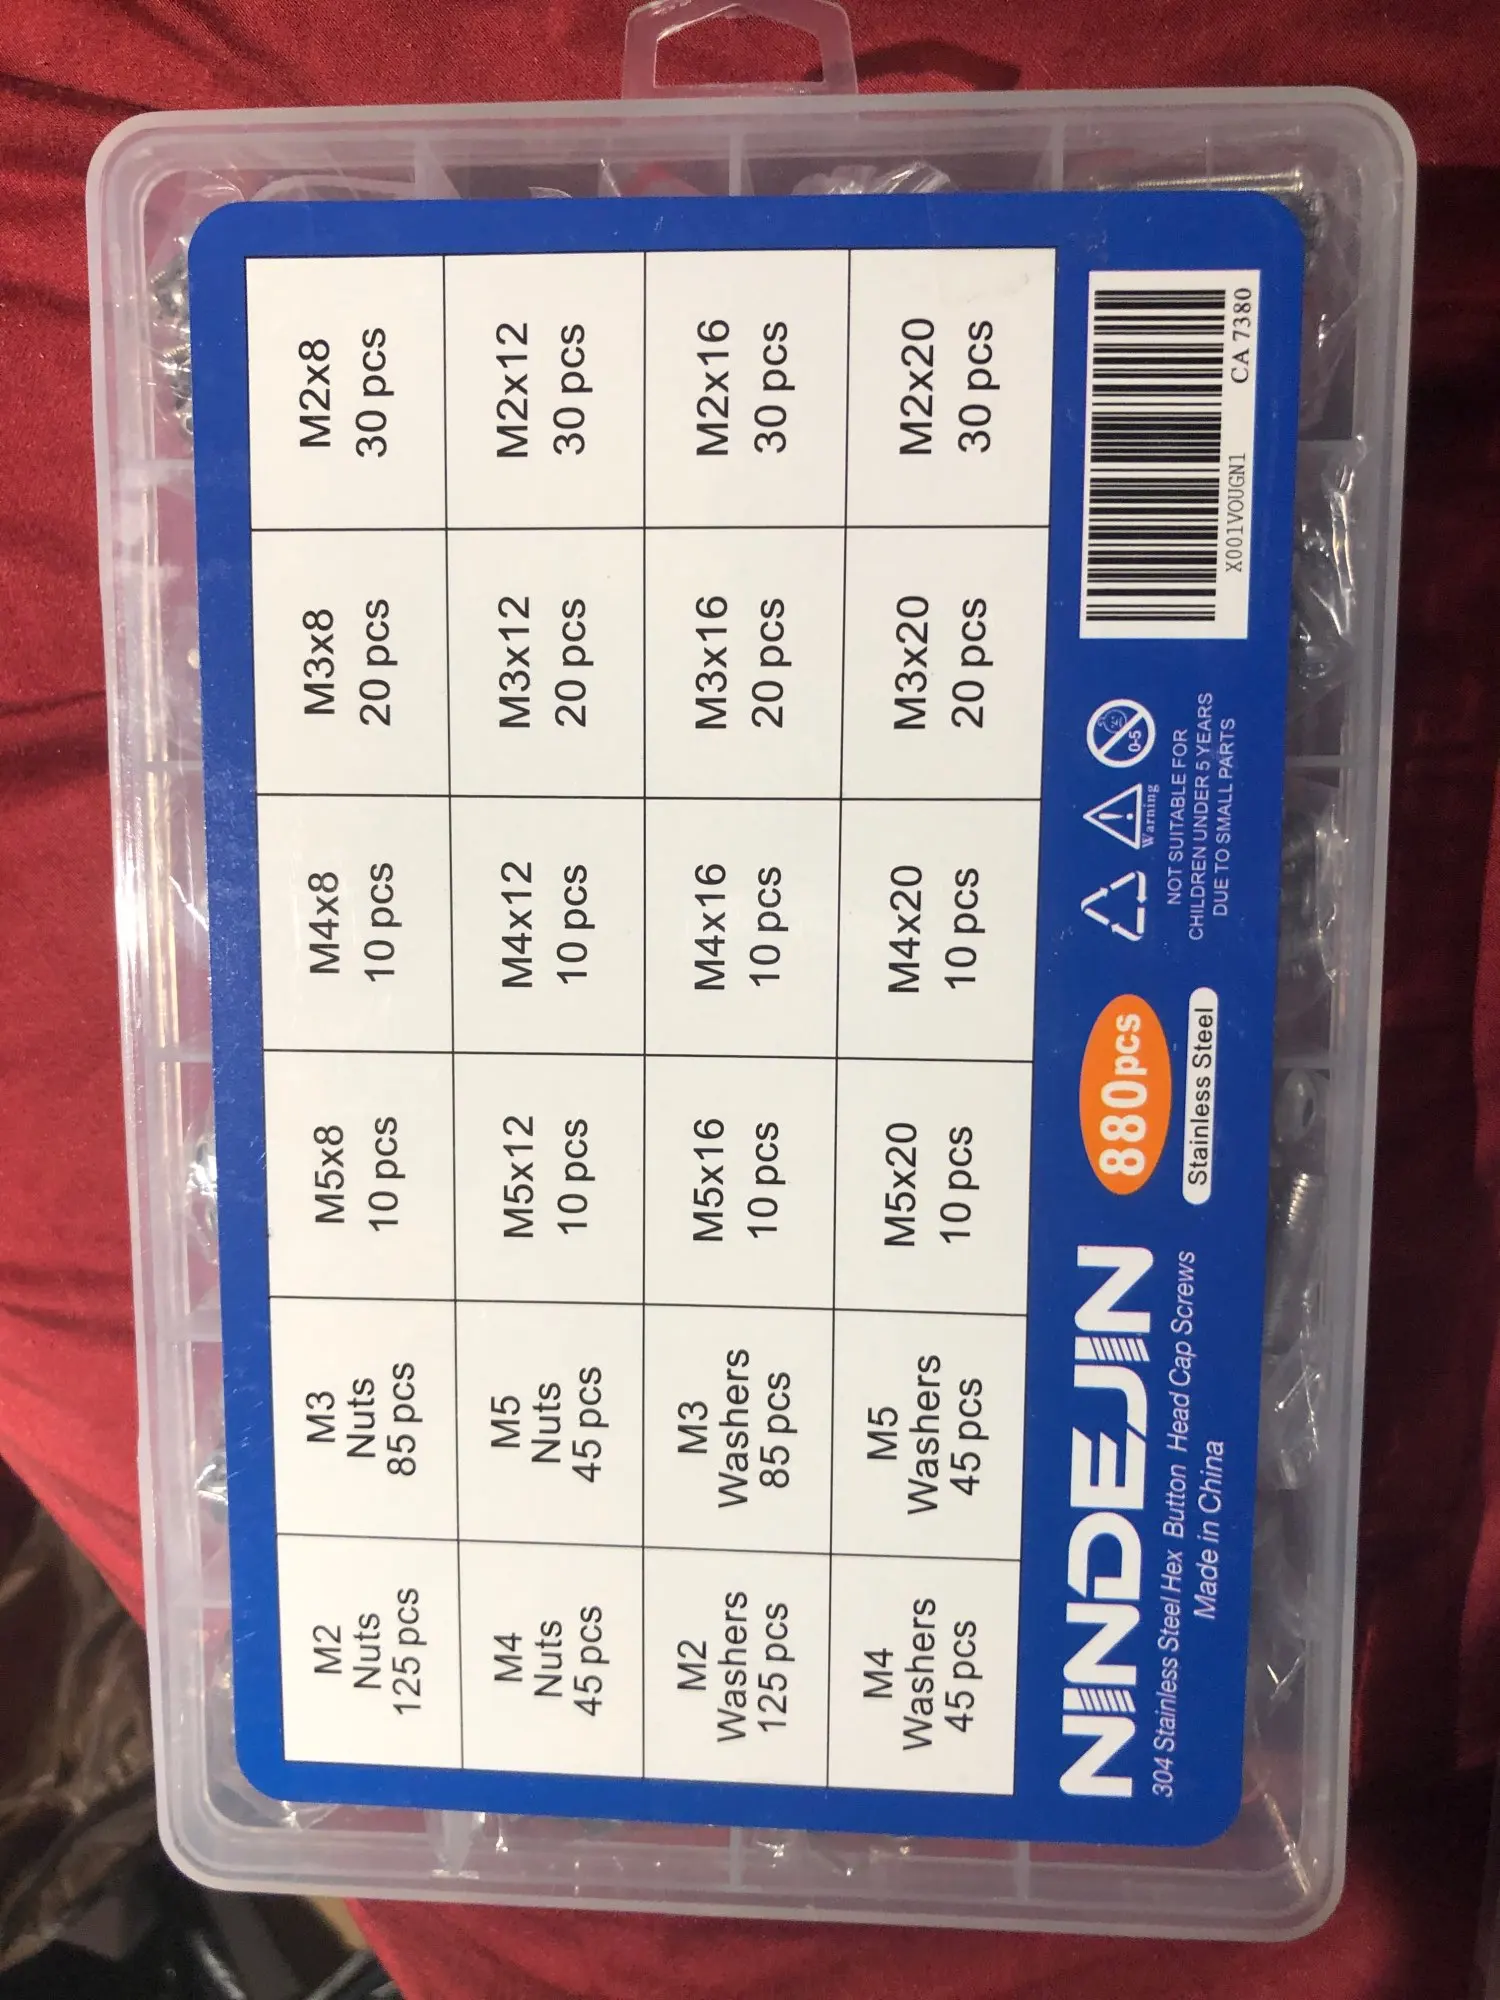 M2
Nuts
125 pcs
M3
Nuts
85 pcs
M5x8
10 pcs
M4x8
10 pcs
M3x8
20 pcs
M2x8
30 pcs
M4
Nuts
45 pcs
M5
Nuts
45 pcs
M5x12
10 pcs
M4x12
10 pcs
M3x12
20 pcs
M2x12
30 pcs
M2
Washers
125 pcs
M3
Washers
85 pcs
M5x16
10 pcs
M4x16
10 pcs
M3x16
20 pcs
M2x16
30 pcs
M4
Washers
45 pcs
M5
Washers
45 pcs
M5x20
10 pcs
M4x20
10 pcs
M3x20
20 pcs
M2x20
30 pcs
NINDEJIN
304 Stainless Steel Hex Button Head Cap Screws
Made in China
880pcs
Stainless Steel
Warning
0-5
NOT SUITABLE FOR
CHILDREN UNDER 5 YEARS
DUE TO SMALL PARTS
X001VOUGN1 CA 7380